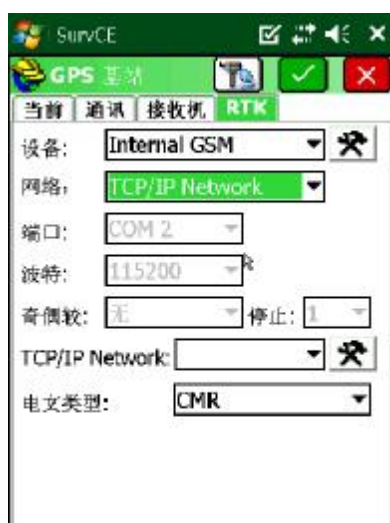 SurvCE
GPS 基站
当前 通讯 接收机 RTK
设备: Internal GSM
网络: TCP/IP Network
端口: COM 2
波特: 115200
奇偶较: 无 停止: 1
TCP/IP Network:
电文类型: CMR